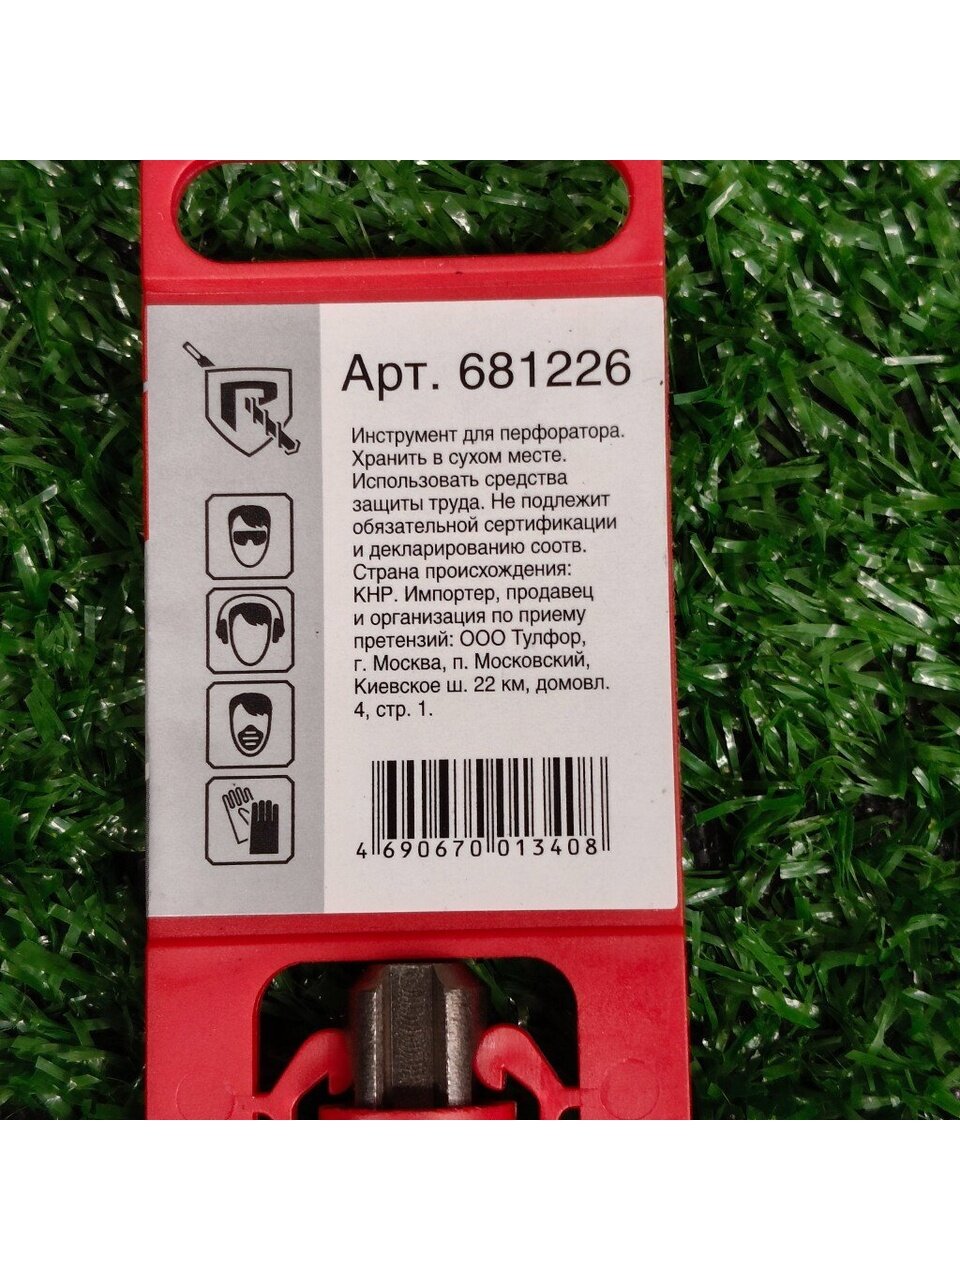 Арт. 681226
Инструмент для перфоратора.
Хранить в сухом месте.
Использовать средства
защиты труда. Не подлежит
обязательной сертификации
и декларированию соотв.
Страна происхождения:
КНР. Импортер, продавец
и организация по приему
претензий: ООО Тулфор,
г. Москва, п. Московский,
Киевское ш. 22 км, домовл.
4, стр. 1.
4 690670 013408